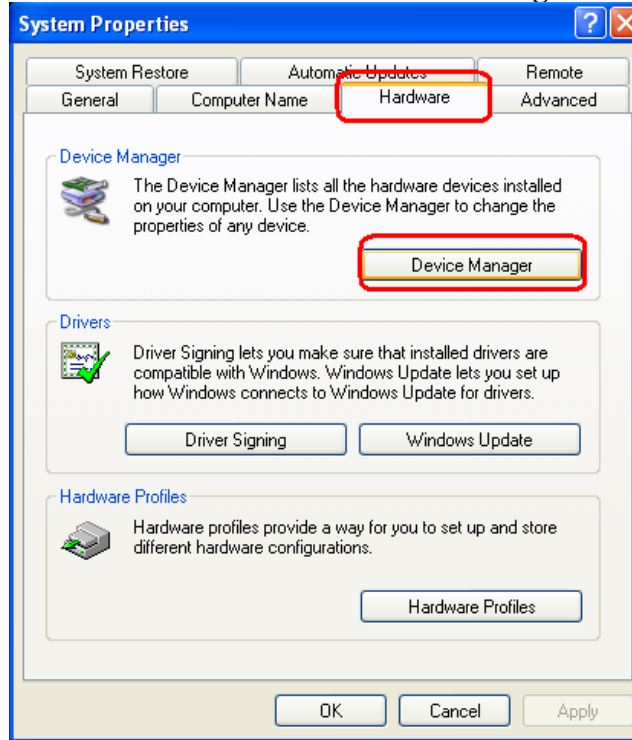 System Properties
System Restore Automatic Updates Remote
General Computer Name Hardware Advanced
Device Manager
The Device Manager lists all the hardware devices installed
on your computer. Use the Device Manager to change the
properties of any device.
Device Manager
Drivers
Driver Signing lets you make sure that installed drivers are
compatible with Windows. Windows Update lets you set up
how Windows connects to Windows Update for drivers.
Driver Signing Windows Update
Hardware Profiles
Hardware profiles provide a way for you to set up and store
different hardware configurations.
Hardware Profiles
OK Cancel Apply